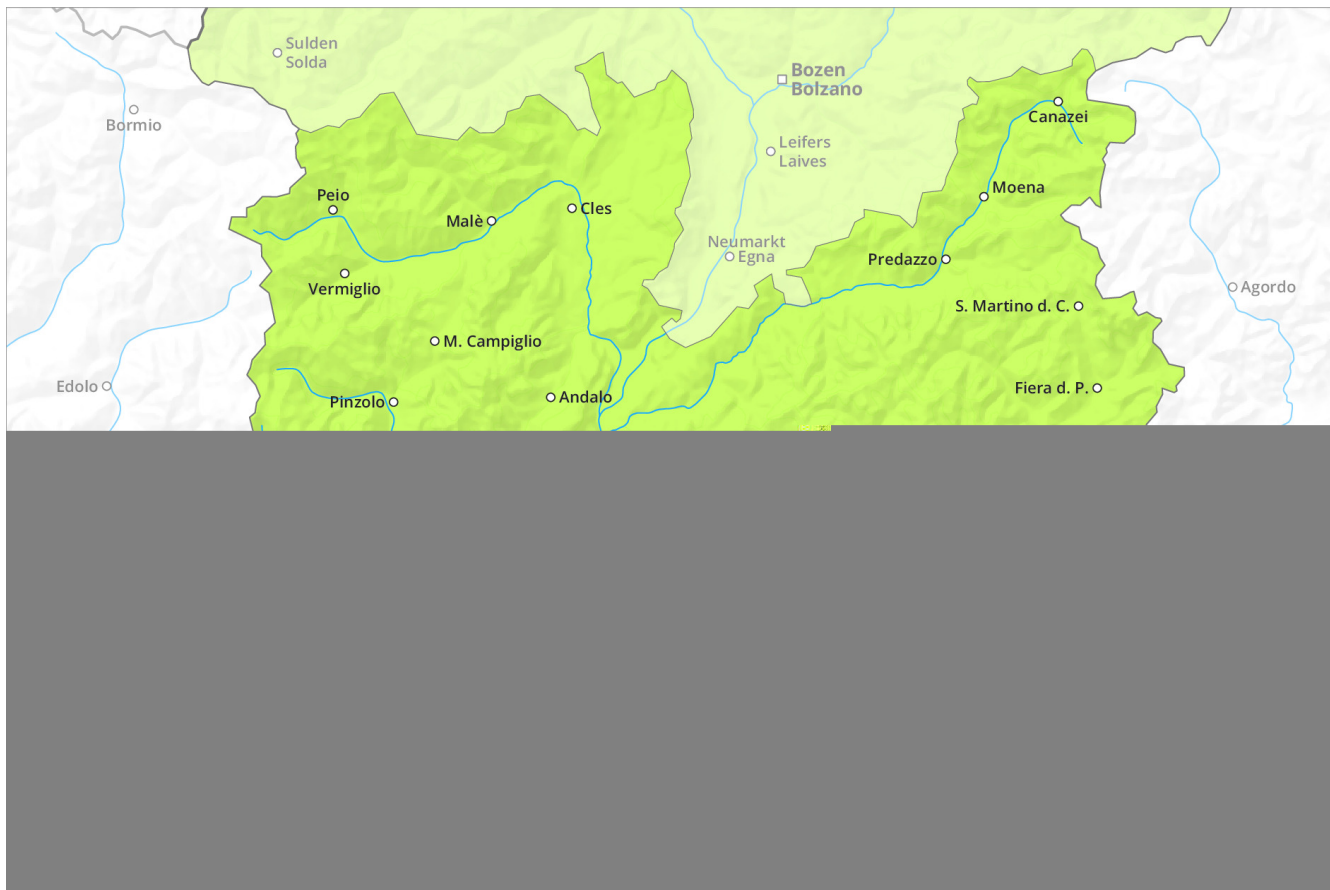 Sulden
Solda
Bozen
Bolzano
Bormio
Canazei
Leifers
Laives
Moena
Peio
Malè
Cles
Neumarkt
Egna
Predazzo
Vermiglio
Agordo
S. Martino d. C.
M. Campiglio
Edolo
Fiera d. P.
Andalo
Pinzolo